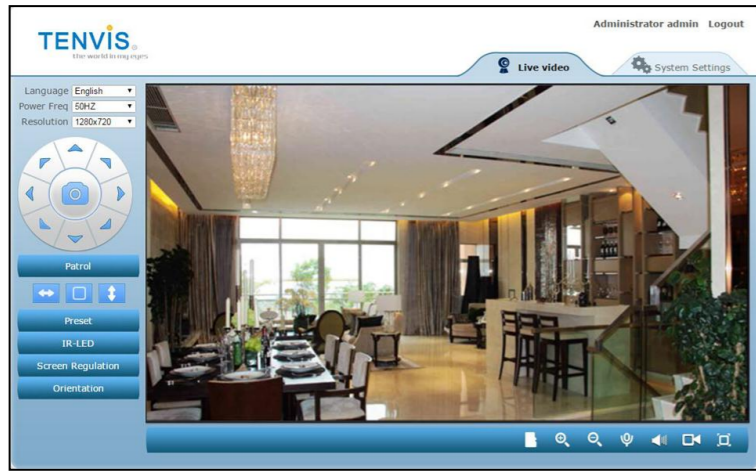 Administrator admin Logout
TENVIS
the world in my eyes
Live video
System Settings
Language English
Power Freq 50HZ
Resolution 1280x720
Patrol
Preset
IR-LED
Screen Regulation
Orientation